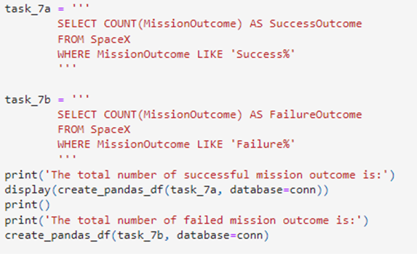 task_7a = '''
SELECT COUNT(MissionOutcome) AS SuccessOutcome
FROM SpaceX
WHERE MissionOutcome LIKE 'Success%'
'''
task_7b = '''
SELECT COUNT(MissionOutcome) AS FailureOutcome
FROM SpaceX
WHERE MissionOutcome LIKE 'Failure%'
'''
print('The total number of successful mission outcome is:')
display(create_pandas_df(task_7a, database=conn))
print()
print('The total number of failed mission outcome is:')
create_pandas_df(task_7b, database=conn)